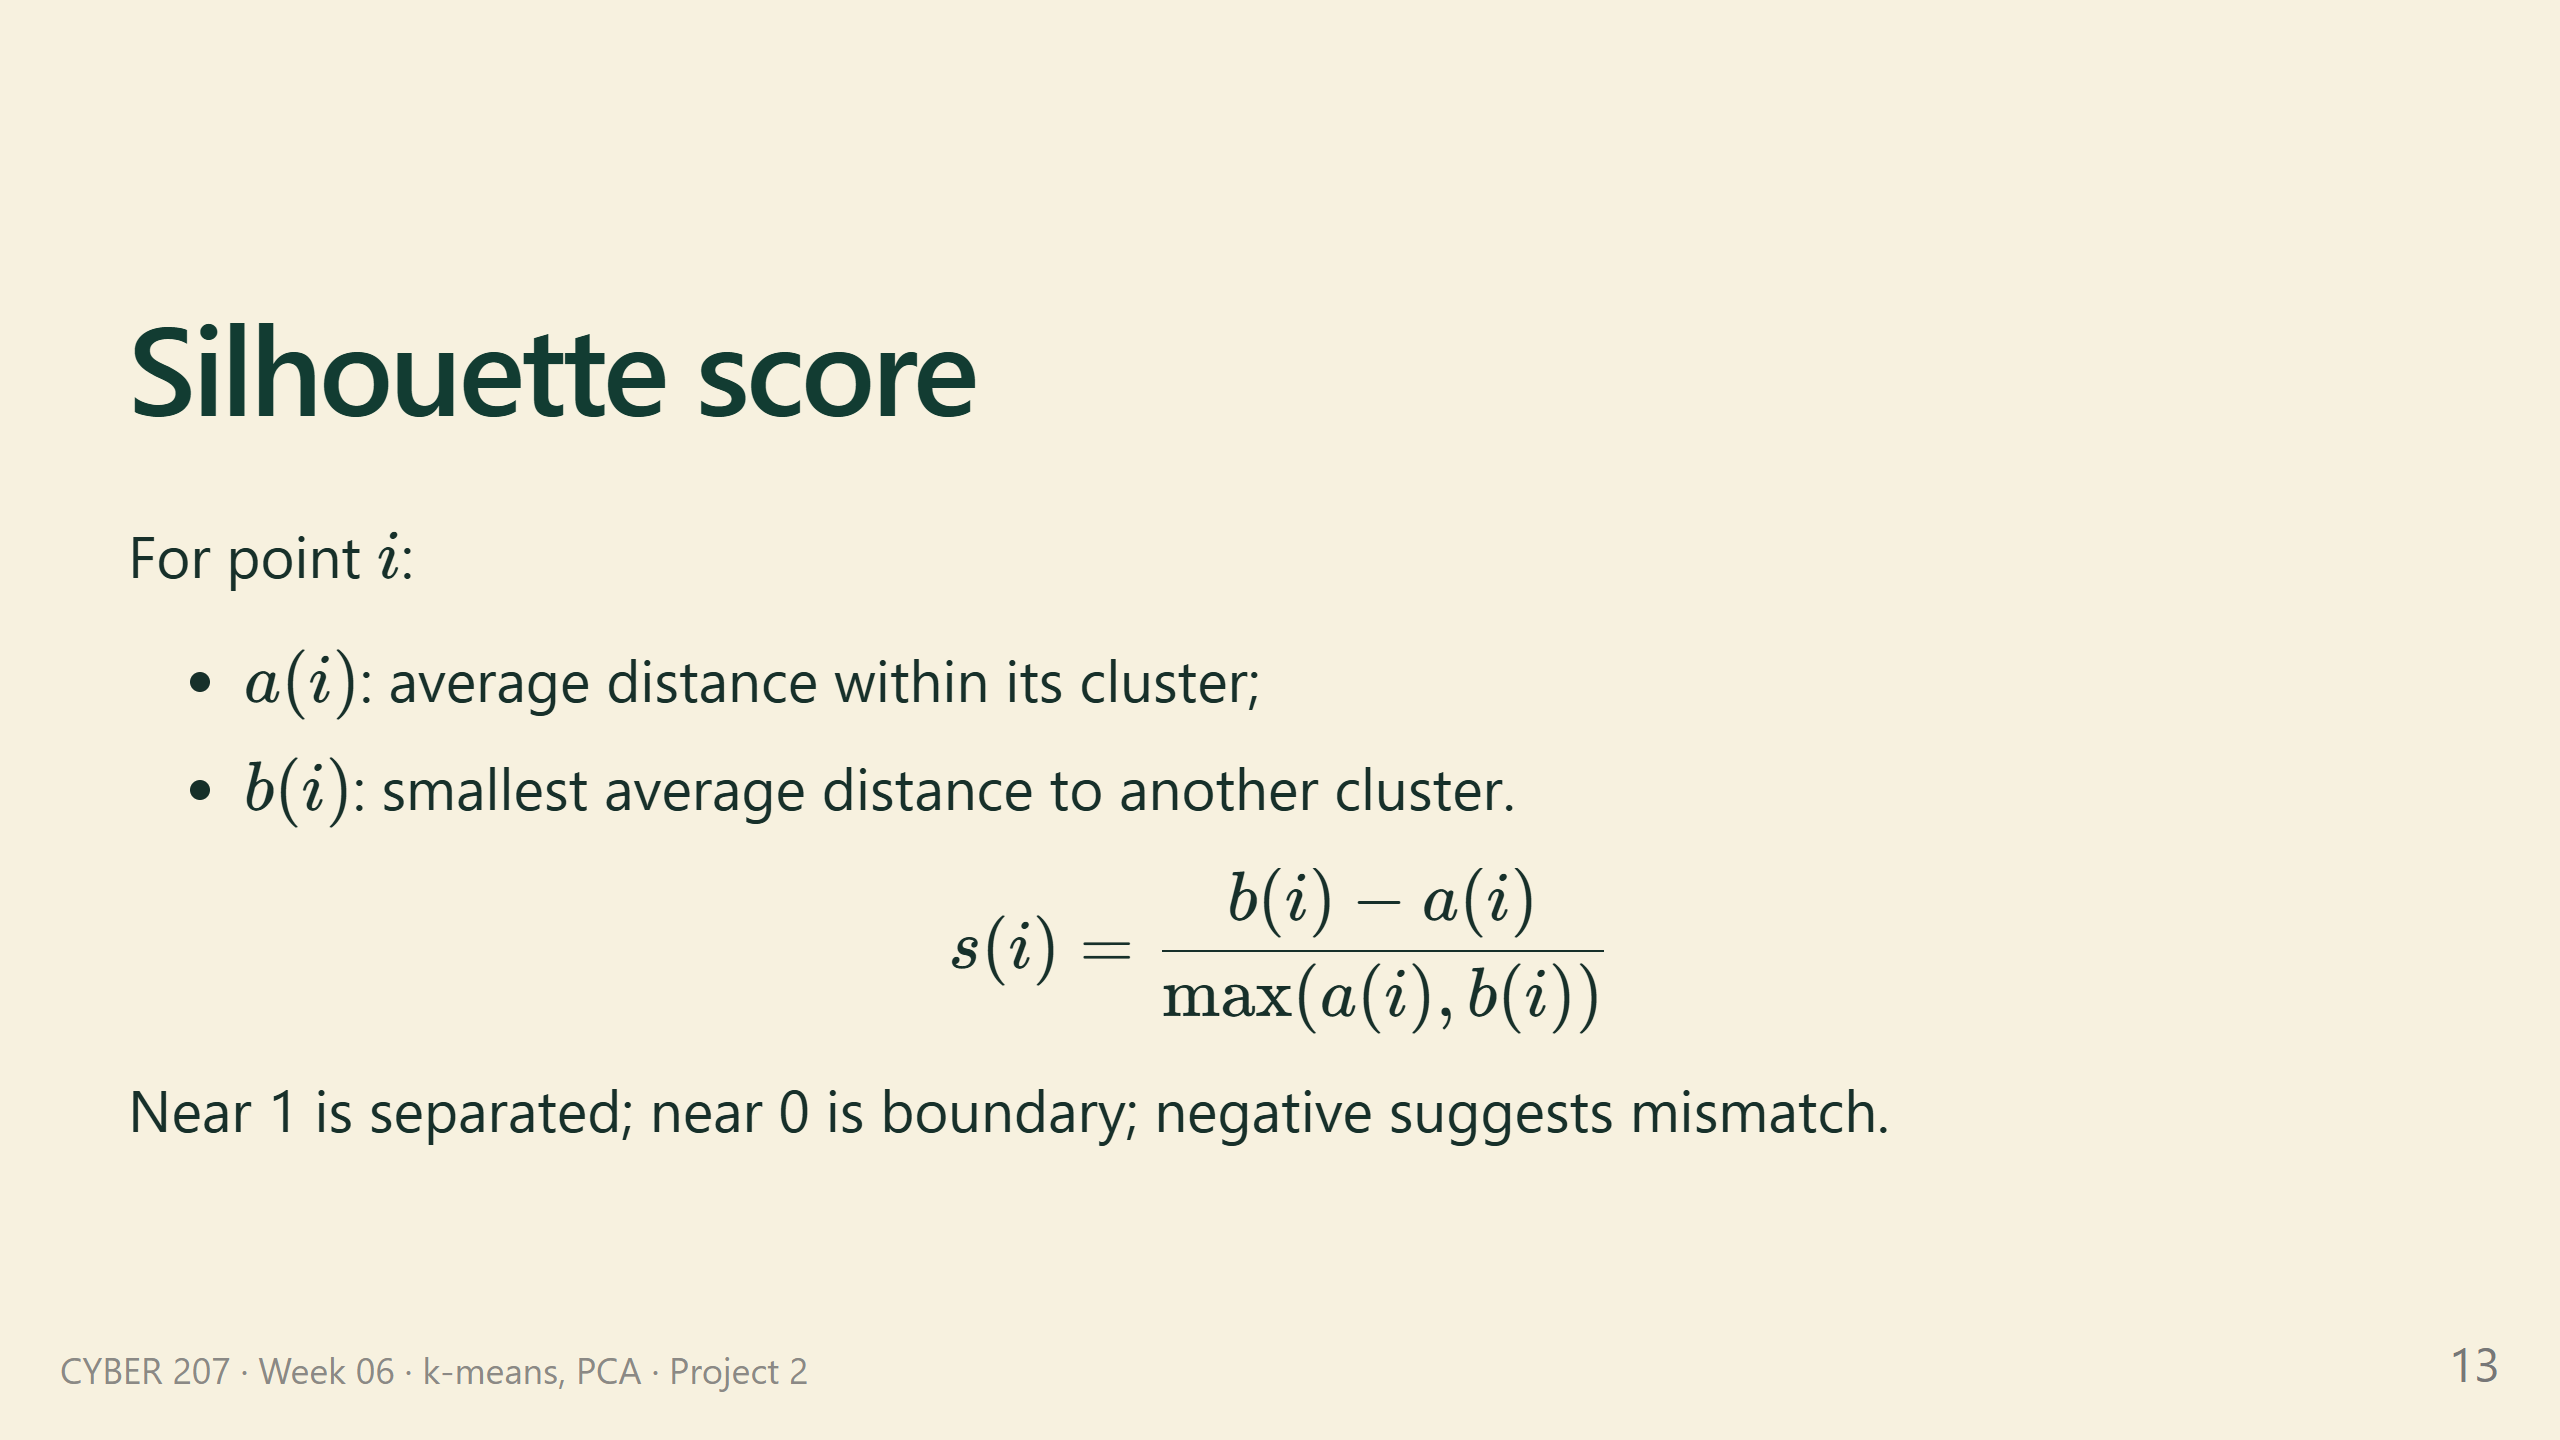 Silhouette score
For point i:
• a(i): average distance within its cluster;
• b(i): smallest average distance to another cluster.
s(i) = \frac{b(i) − a(i)}{max(a(i), b(i))}
Near 1 is separated; near 0 is boundary; negative suggests mismatch.
CYBER 207 · Week 06 · k-means, PCA · Project 2
13